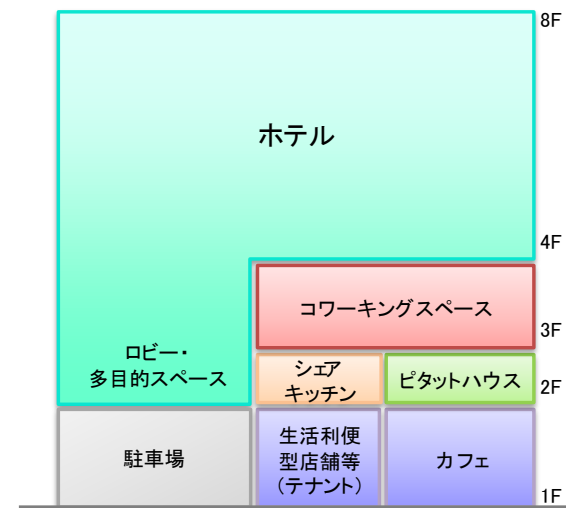 8F
ホテル
4F
コワーキングスペース
3F
ロビー・
多目的スペース
シェア
キッチン
ピタットハウス
2F
駐車場
生活利便
型店舗等
（テナント）
カフェ
1F